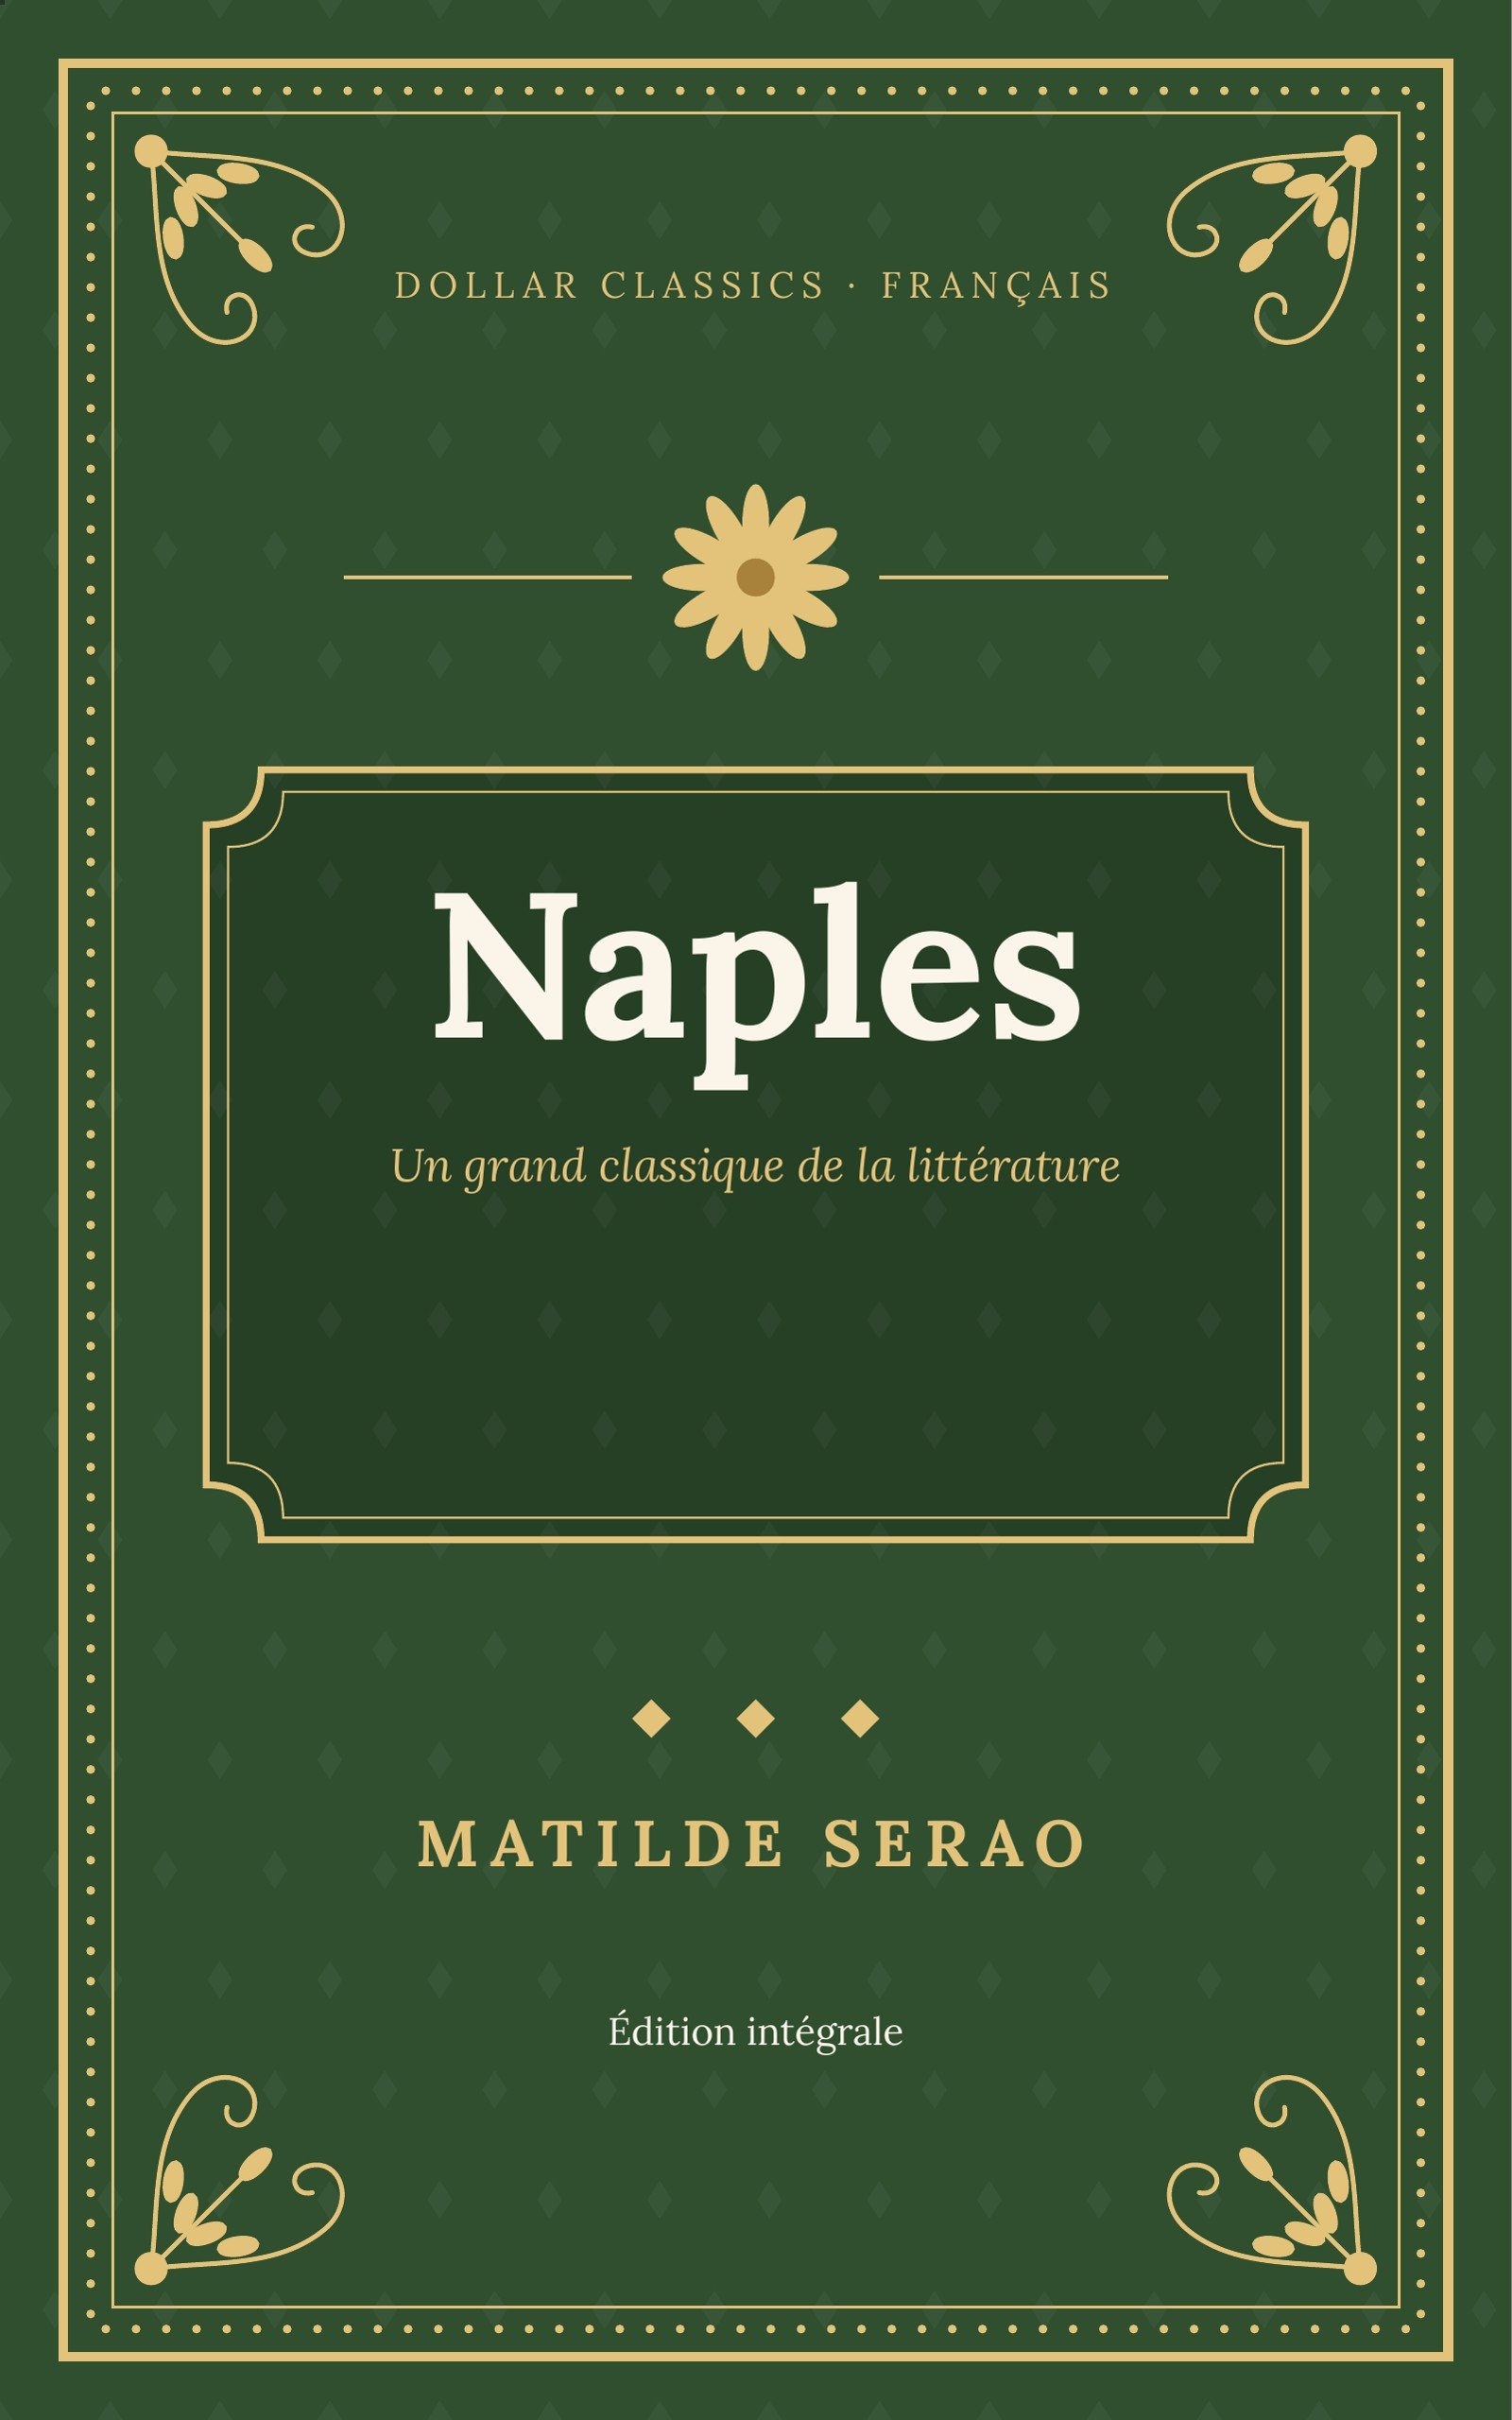 DOLLAR CLASSICS · FRANÇAIS
Naples
Un grand classique de la littérature
MATILDE SERAO
Édition intégrale